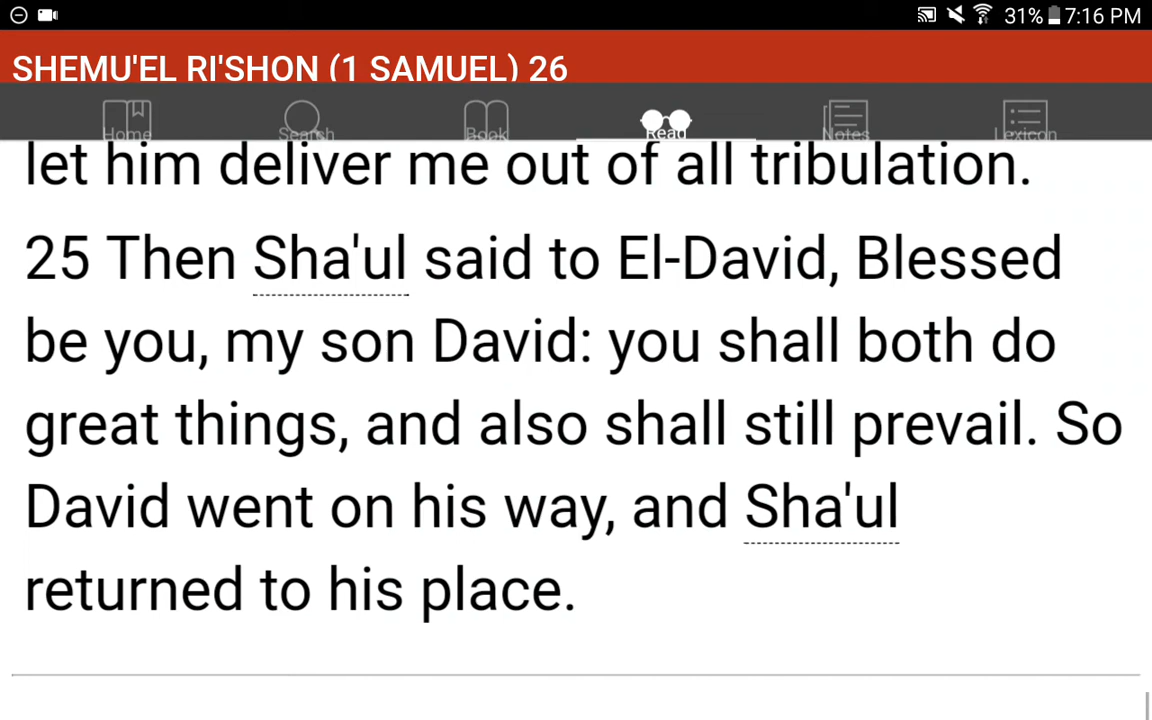 31% 7:16 PM
SHEMU'EL RI'SHON (1 SAMUEL) 26
Home Search Book Read Notes Lexicon
let him deliver me out of all tribulation.
25 Then Sha'ul said to El-David, Blessed
be you, my son David: you shall both do
great things, and also shall still prevail. So
David went on his way, and Sha'ul
returned to his place.